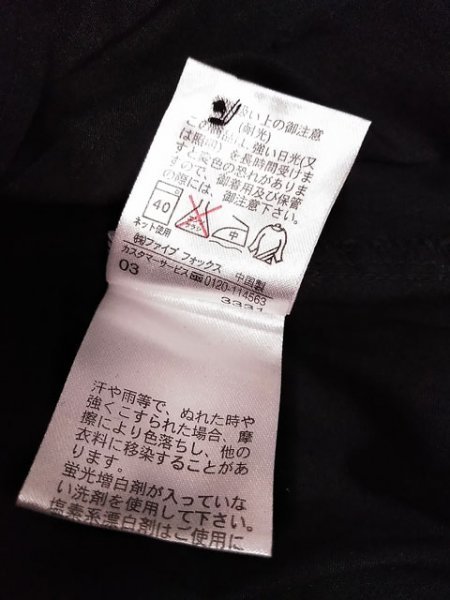 扱い上の御注意
(耐光)
この商品は強い日光(又
は照明)を長時間受けま
すと変色の恐れがありま
すので、御着用及び保管
の際には、御注意下さい。
40
エンソ
サラシ
中
ネット使用
㈱ファイブ フォックス 中国製
カスタマーサービス 0120-114563
03
3331
汗や雨等で、ぬれた時や
強くこすられた場合、摩
擦により色落ちし、他の
衣料に移染することがあ
ります。
蛍光増白剤が入っていな
い洗剤を使用して下さい。
塩素系漂白剤はご使用に